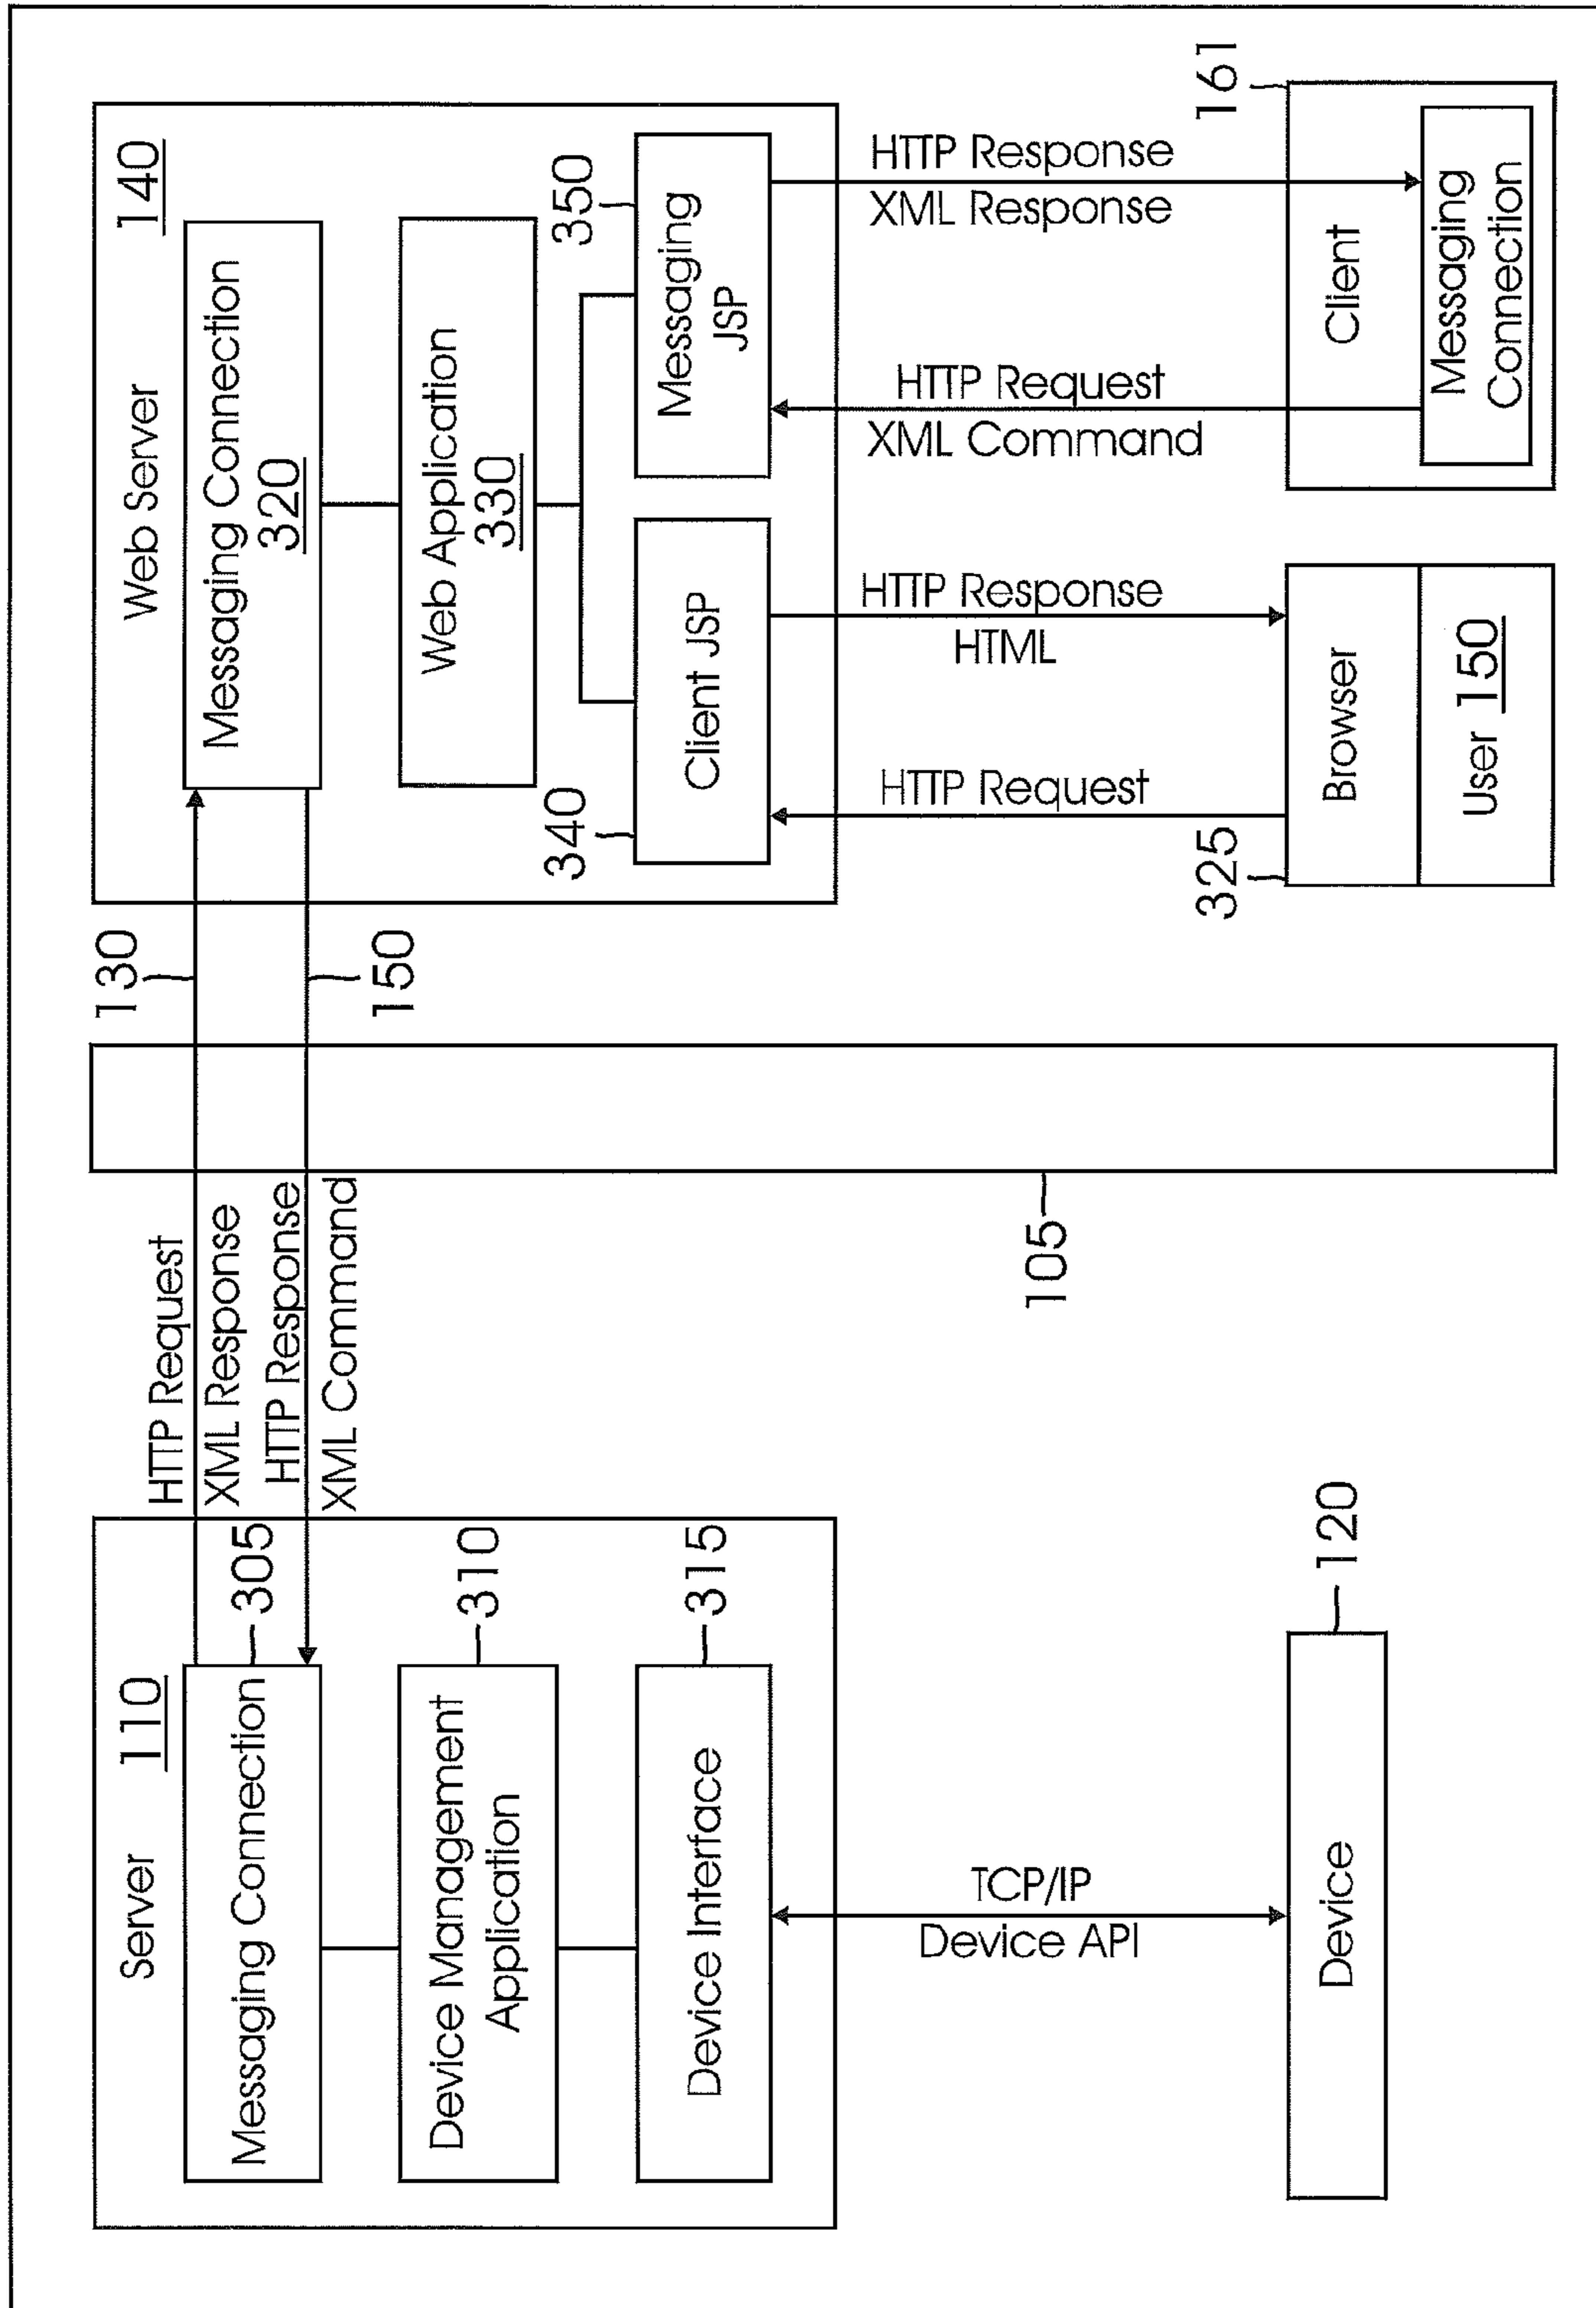 Server
110
Messaging Connection
305
Device Management
Application
310
Device Interface
315
TCP/IP
Device API
Device
120
HTTP Request
XML Response
HTTP Response
XML Command
105
130
150
Web Server
140
Messaging Connection
320
Web Application
330
340
Client JSP
350
Messaging
JSP
HTTP Request
HTTP Response
HTML
HTTP Request
XML Command
HTTP Response
XML Response
325
Browser
User 150
161
Client
Messaging
Connection